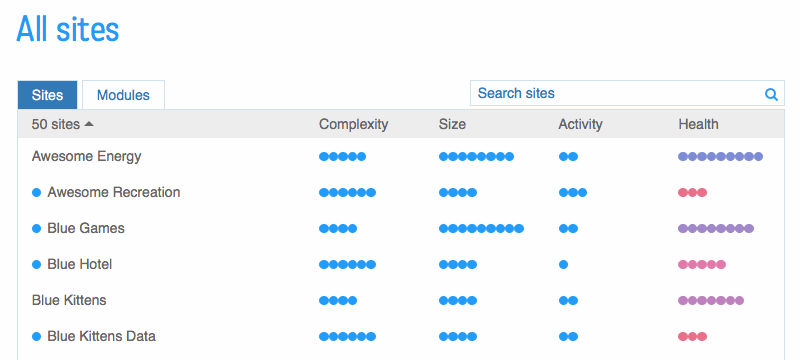 All sites
Sites Modules Search sites
50 sites Complexity Size Activity Health
Awesome Energy
Awesome Recreation
Blue Games
Blue Hotel
Blue Kittens
Blue Kittens Data